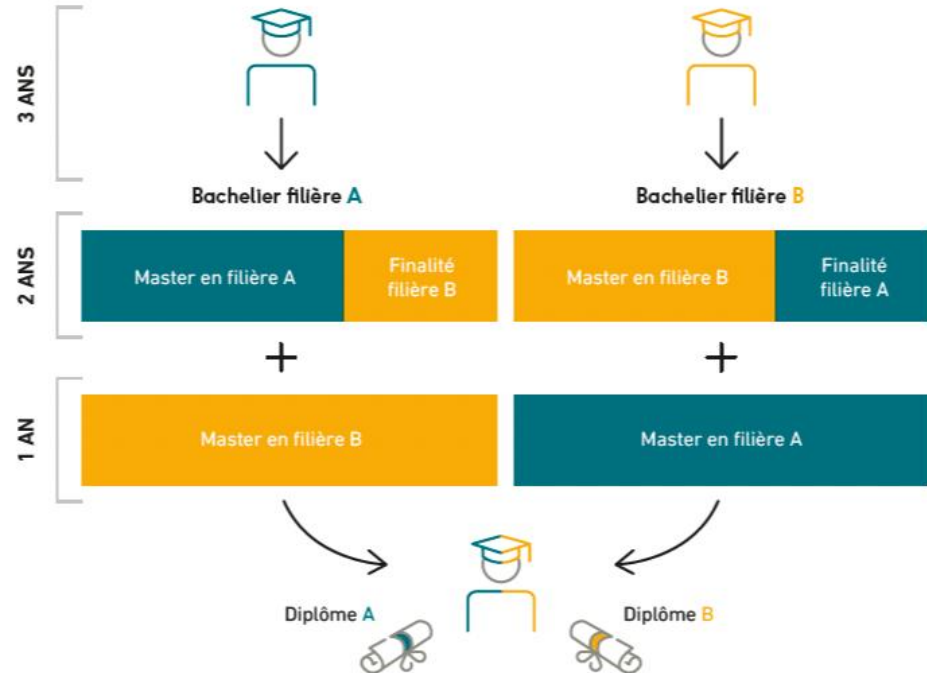 3 ANS
Bachelier filière A
Bachelier filière B
2 ANS
Master en filière A
Finalité
filière B
Master en filière B
Finalité
filière A
+
+
1 AN
Master en filière B
Master en filière A
Diplôme A
Diplôme B